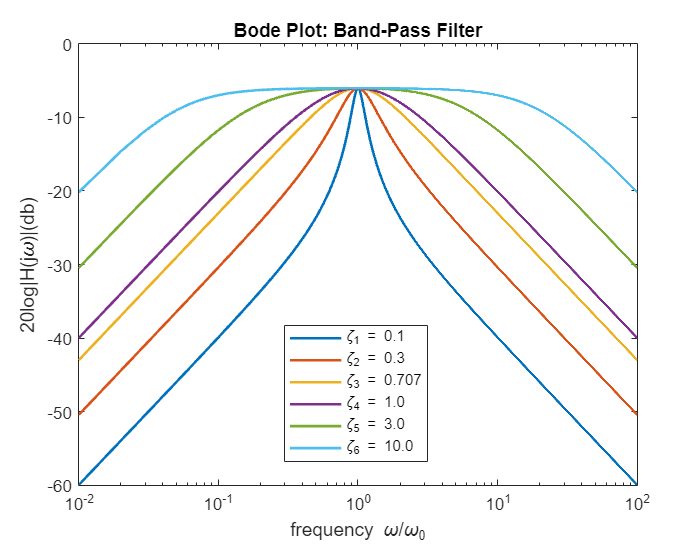 Bode Plot: Band-Pass Filter
20log|H(jω)|(db)
0
-10
-20
-30
-40
-50
-60
ζ₁ = 0.1
ζ₂ = 0.3
ζ₃ = 0.707
ζ₄ = 1.0
ζ₅ = 3.0
ζ₆ = 10.0
10⁻² 10⁻¹ 10⁰ 10¹ 10²
frequency ω/ω₀